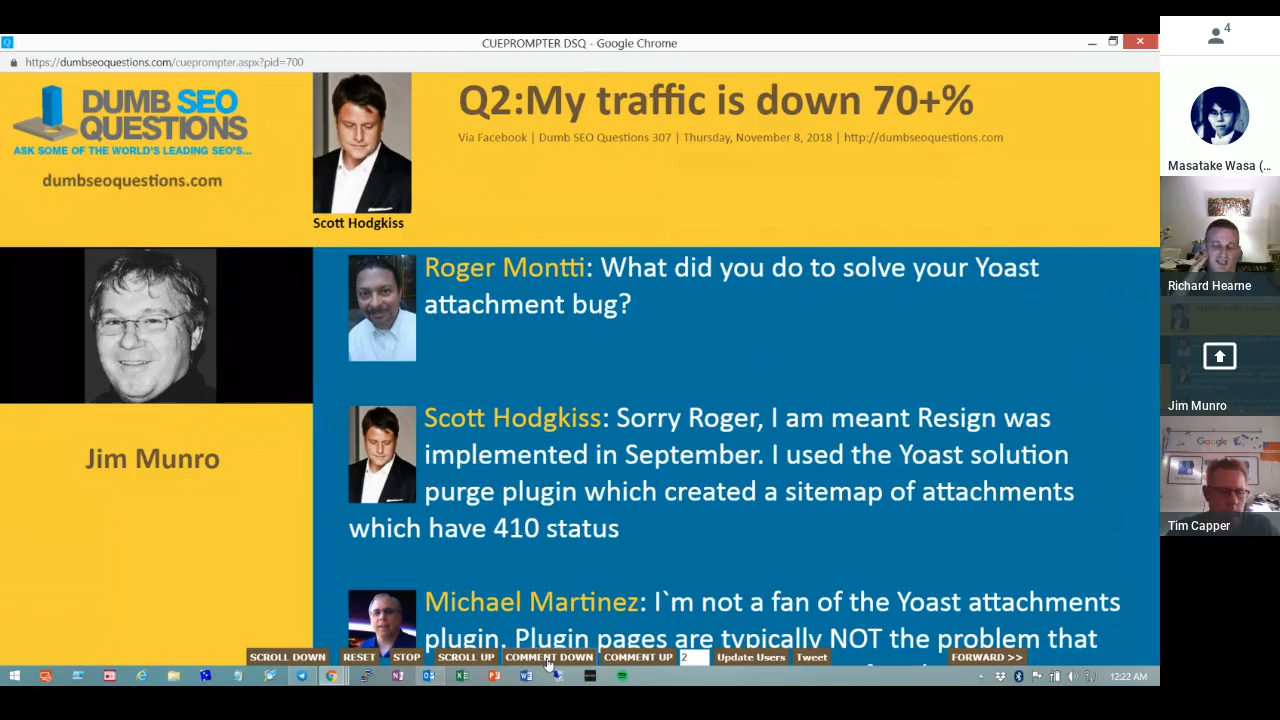 CUEPROMPTER DSQ - Google Chrome
https://dumbseoquestions.com/cueprompter.aspx?pid=700
DUMB SEO
QUESTIONS
ASK SOME OF THE WORLD'S LEADING SEO'S...
dumbseoquestions.com
Scott Hodgkiss
Q2:My traffic is down 70+%
Via Facebook | Dumb SEO Questions 307 | Thursday, November 8, 2018 | http://dumbseoquestions.com
Jim Munro
Roger Montti: What did you do to solve your Yoast
attachment bug?
Scott Hodgkiss: Sorry Roger, I am meant Resign was
implemented in September. I used the Yoast solution
purge plugin which created a sitemap of attachments
which have 410 status
Michael Martinez: I`m not a fan of the Yoast attachments
plugin. Plugin pages are typically NOT the problem that
SCROLL DOWN RESET STOP SCROLL UP COMMENT DOWN COMMENT UP 2 Update Users Tweet FORWARD >>
12:22 AM
4
Masatake Wasa (...
Richard Hearne
Jim Munro
Google
Tim Capper